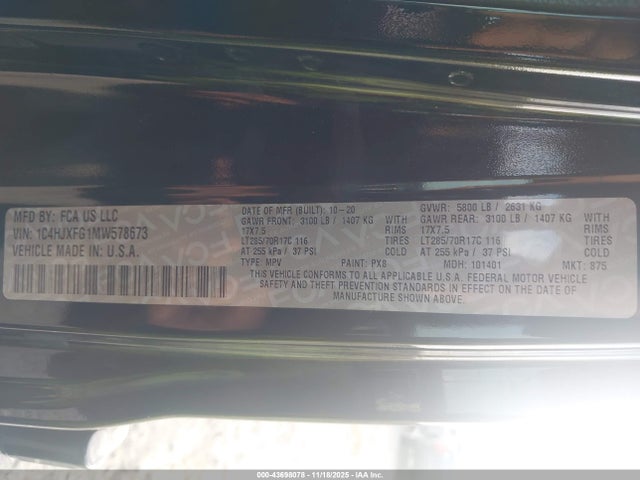 MFD BY: FCA US LLC
VIN: 1C4HJXFG1MW578673
VEHICLE MADE IN U.S.A.
DATE OF MFR (BUILT): 10-20
GAWR FRONT: 3100 LB / 1407 KG
17X7.5 RIMS
LT285/70R17C 116 TIRES
AT 255 kPa / 37 PSI COLD
TYPE: MPV PAINT: PX8
GVWR: 5800 LB / 2631 KG
GAWR REAR: 3100 LB / 1407 KG
17X7.5 RIMS
LT285/70R17C 116 TIRES
AT 255 kPa / 37 PSI COLD
MDH: 101401 MKT: 875
THIS VEHICLE CONFORMS TO ALL APPLICABLE U.S.A. FEDERAL MOTOR VEHICLE
SAFETY AND THEFT PREVENTION STANDARDS IN EFFECT ON THE DATE OF
MANUFACTURE SHOWN ABOVE.
000-43698078 - 11/18/2025 - IAABD